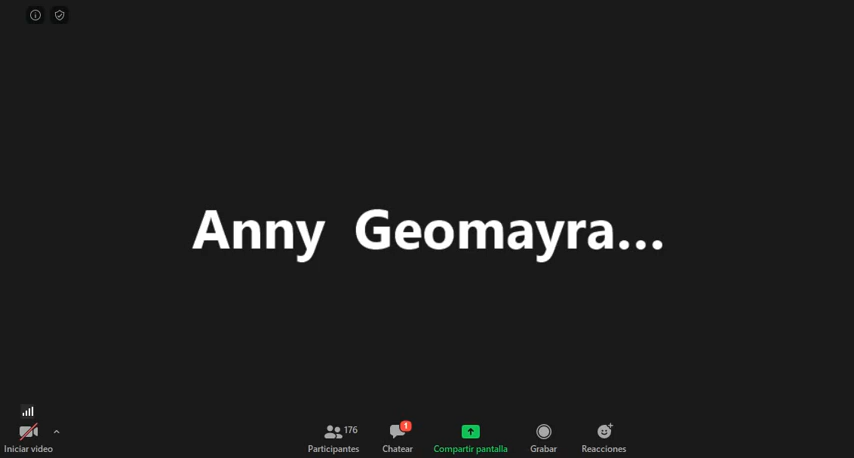 Anny  Geomayra...
176
1
Iniciar video
Participantes
Chatear
Compartir pantalla
Grabar
Reacciones